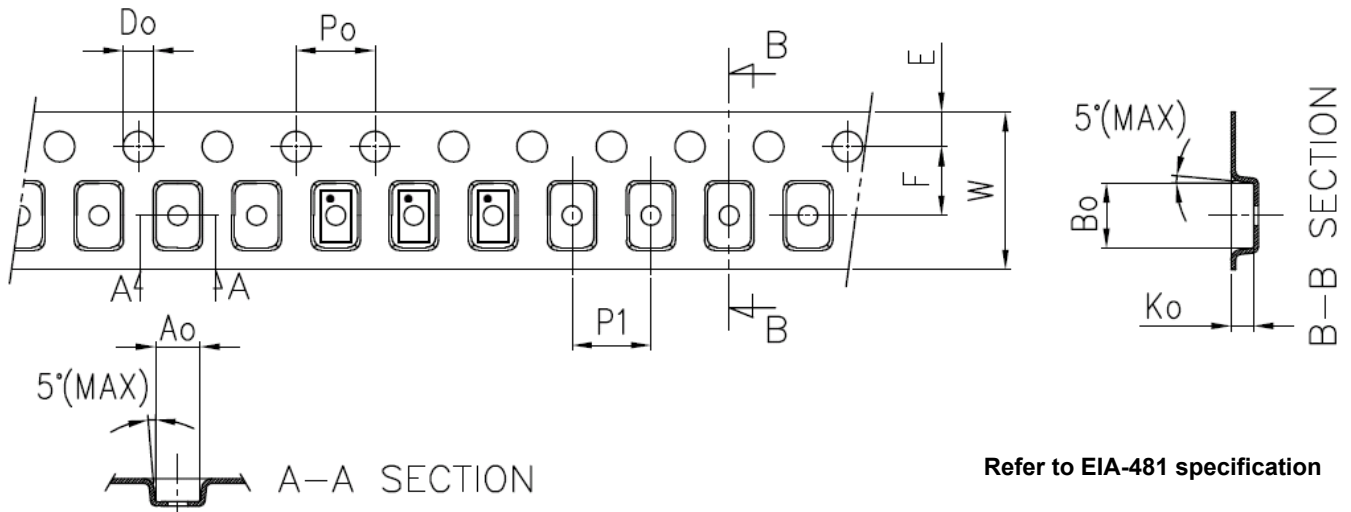 Do
Po
B
E
5°(MAX)
F
W
Bo
B-B SECTION
A
A
Ao
P1
B
Ko
5°(MAX)
A-A SECTION
Refer to EIA-481 specification